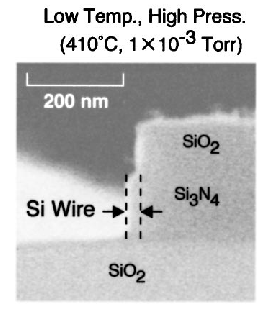 Low Temp., High Press.
(410°C, 1×10⁻³ Torr)
200 nm
SiO₂
Si₃N₄
Si Wire
SiO₂